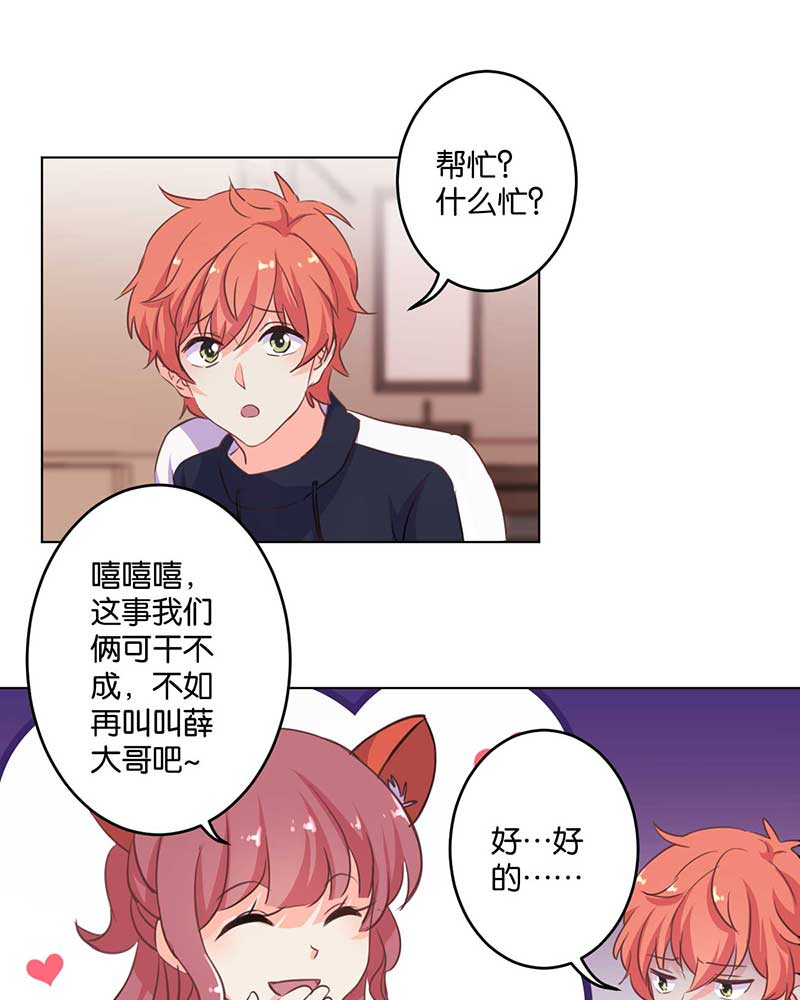 帮忙？
什么忙？
嘻嘻嘻，
这事我们
俩可干不
成，不如
再叫叫薛
大哥吧~
好…好
的……